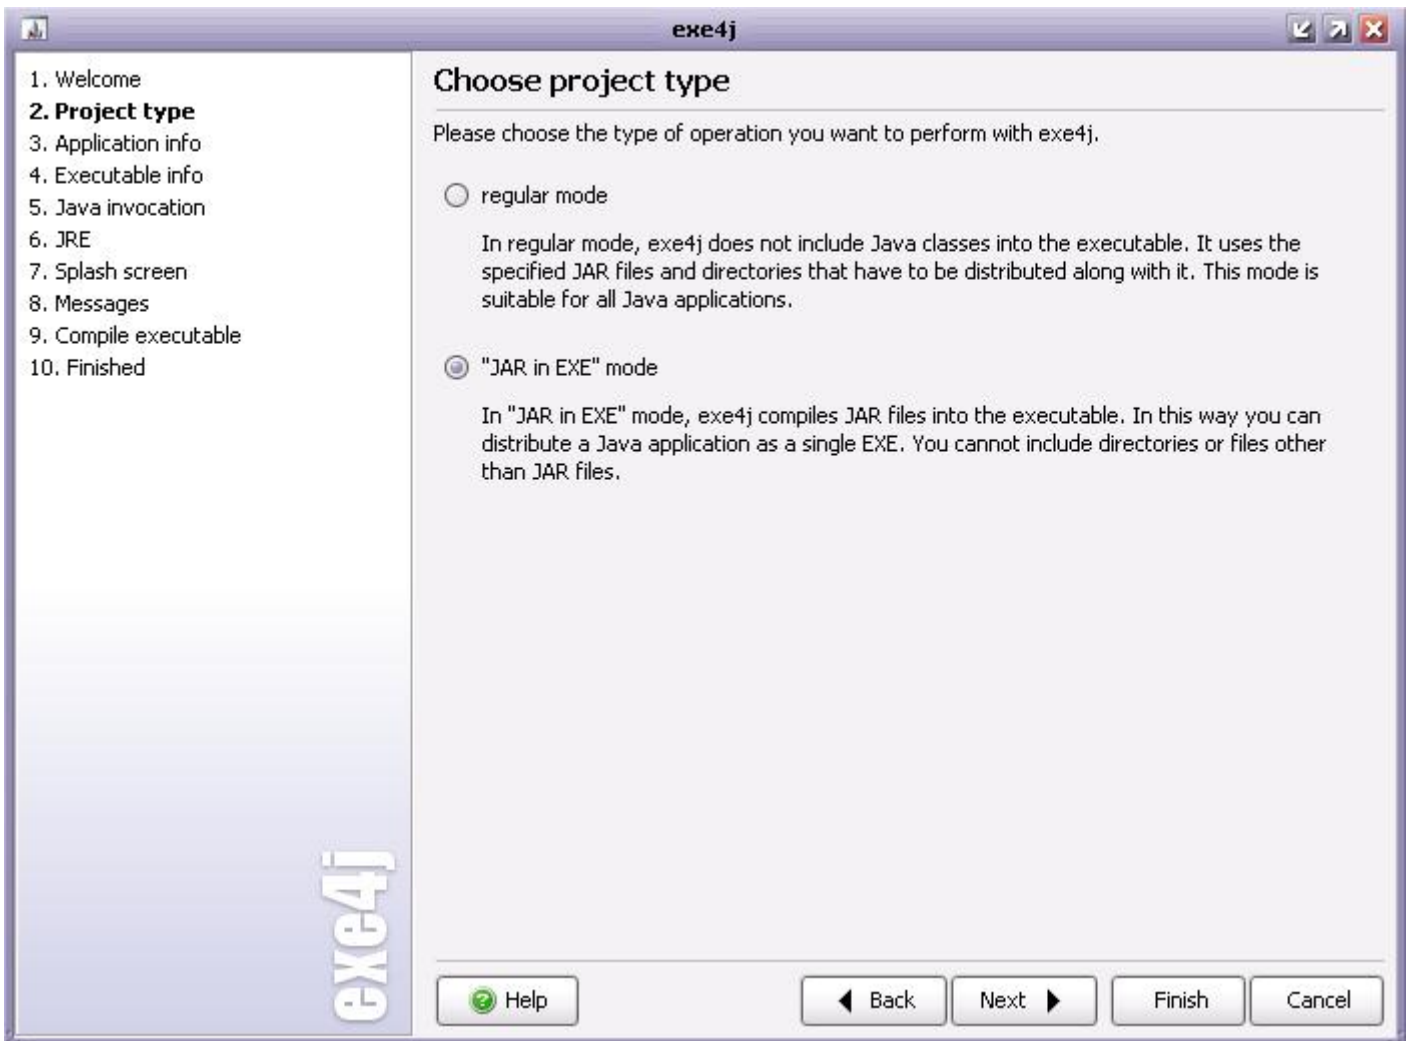 exe4j
1. Welcome
2. Project type
3. Application info
4. Executable info
5. Java invocation
6. JRE
7. Splash screen
8. Messages
9. Compile executable
10. Finished
exe4j
Choose project type
Please choose the type of operation you want to perform with exe4j.
regular mode
In regular mode, exe4j does not include Java classes into the executable. It uses the
specified JAR files and directories that have to be distributed along with it. This mode is
suitable for all Java applications.
"JAR in EXE" mode
In "JAR in EXE" mode, exe4j compiles JAR files into the executable. In this way you can
distribute a Java application as a single EXE. You cannot include directories or files other
than JAR files.
Help
Back
Next
Finish
Cancel